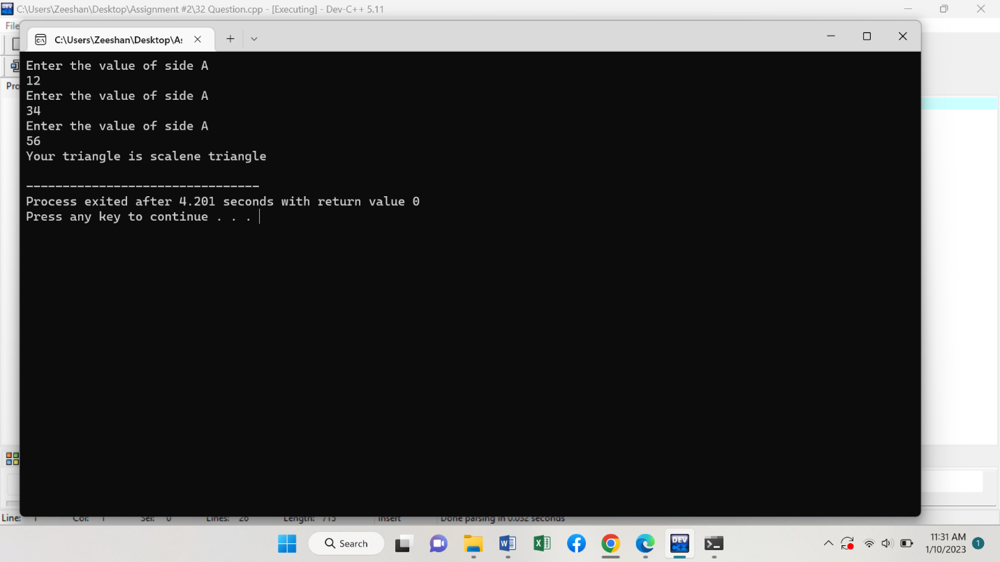 C:\Users\Zeeshan\Desktop\Assignment #2\32 Question.cpp - [Executing] - Dev-C++ 5.11
File
C:\Users\Zeeshan\Desktop\A
Enter the value of side A
12
Enter the value of side A
34
Enter the value of side A
56
Your triangle is scalene triangle
--------------------------------
Process exited after 4.201 seconds with return value 0
Press any key to continue . . .
Line: 1 Col: 1 Sel: 0 Lines: 26 Length: 715 Insert Done parsing in 0.032 seconds
Search
DEV
11:31 AM
1/10/2023
1